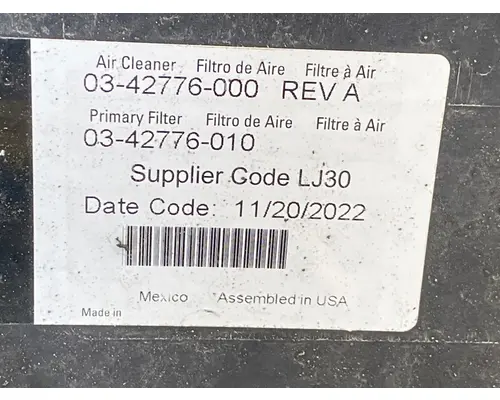 Air Cleaner Filtro de Aire Filtre à Air
03-42776-000 REV A
Primary Filter Filtro de Aire Filtre à Air
03-42776-010
Supplier Code LJ30
Date Code: 11/20/2022
Mexico *Assembled in USA
Made in